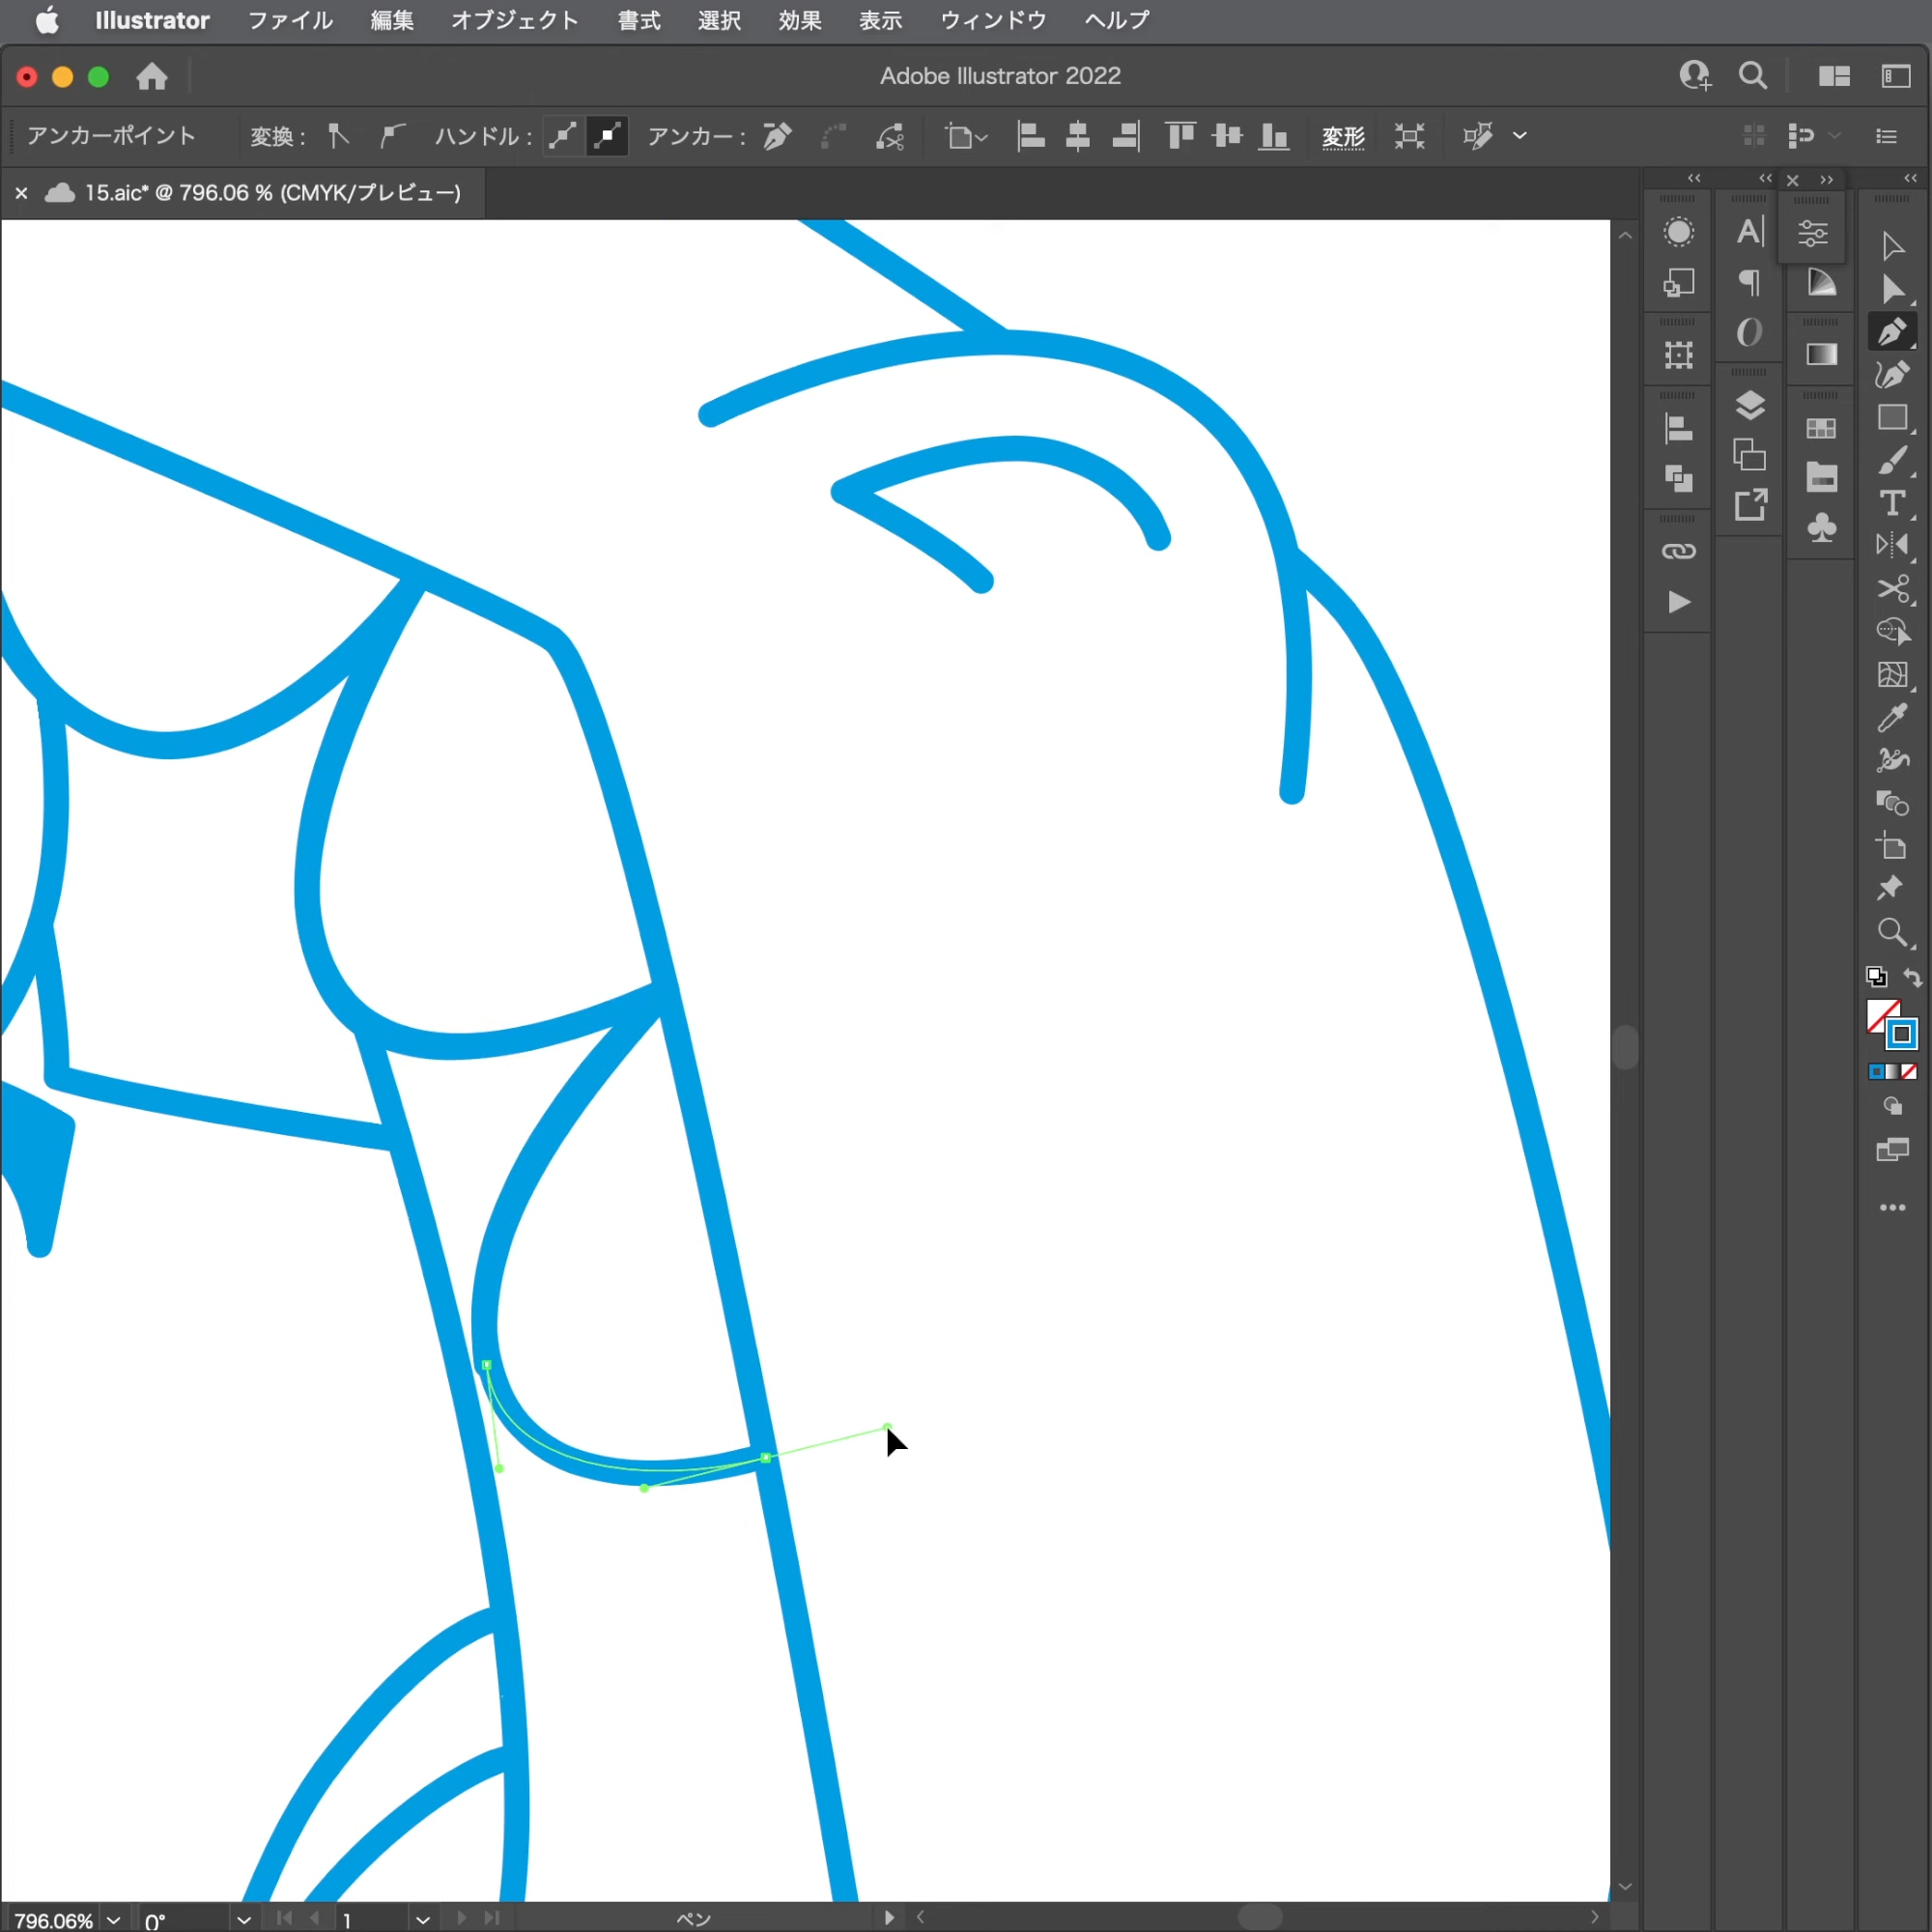 Illustrator ファイル 編集 オブジェクト 書式 選択 効果 表示 ウィンドウ ヘルプ
Adobe Illustrator 2022
アンカーポイント 変換： ハンドル： アンカー： 変形
15.aic* @ 796.06 % (CMYK/プレビュー)
796.06% 0° 1 ペン